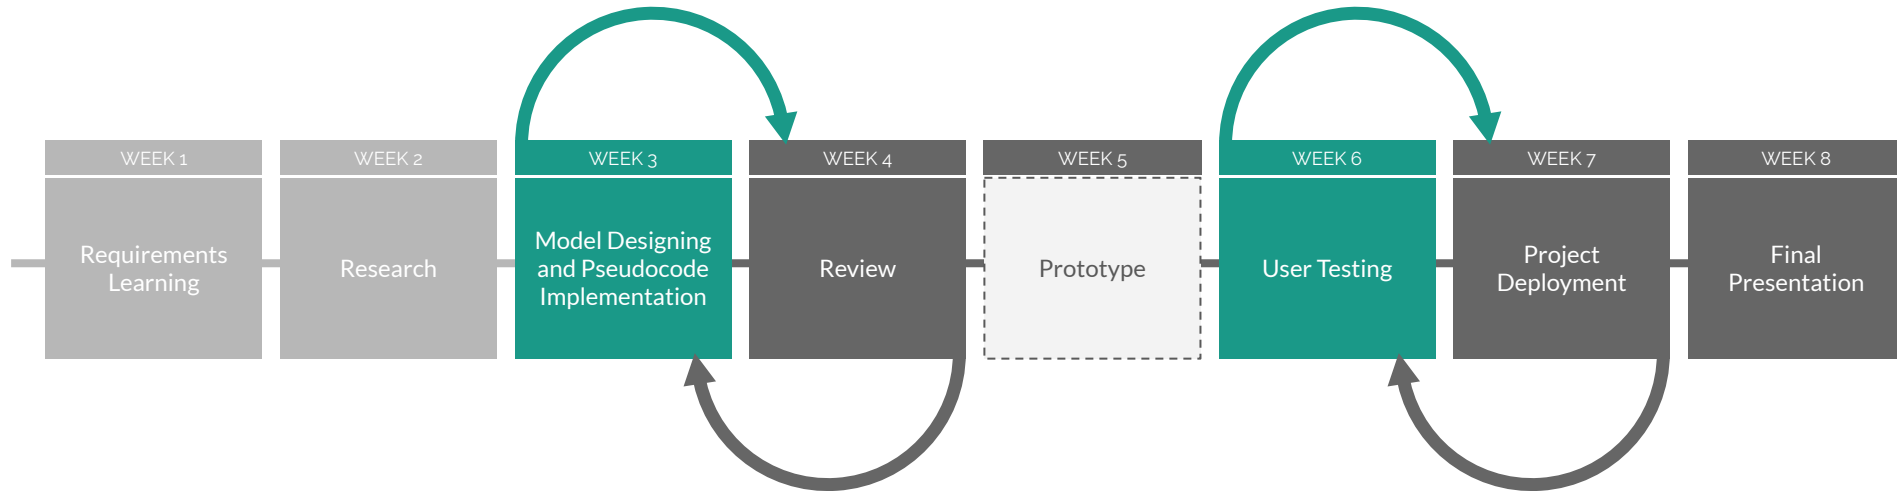 WEEK 1
WEEK 2
WEEK 3
WEEK 4
WEEK 5
WEEK 6
WEEK 7
WEEK 8
Requirements
Learning
Research
Model Designing
and Pseudocode
Implementation
Review
Prototype
User Testing
Project
Deployment
Final
Presentation